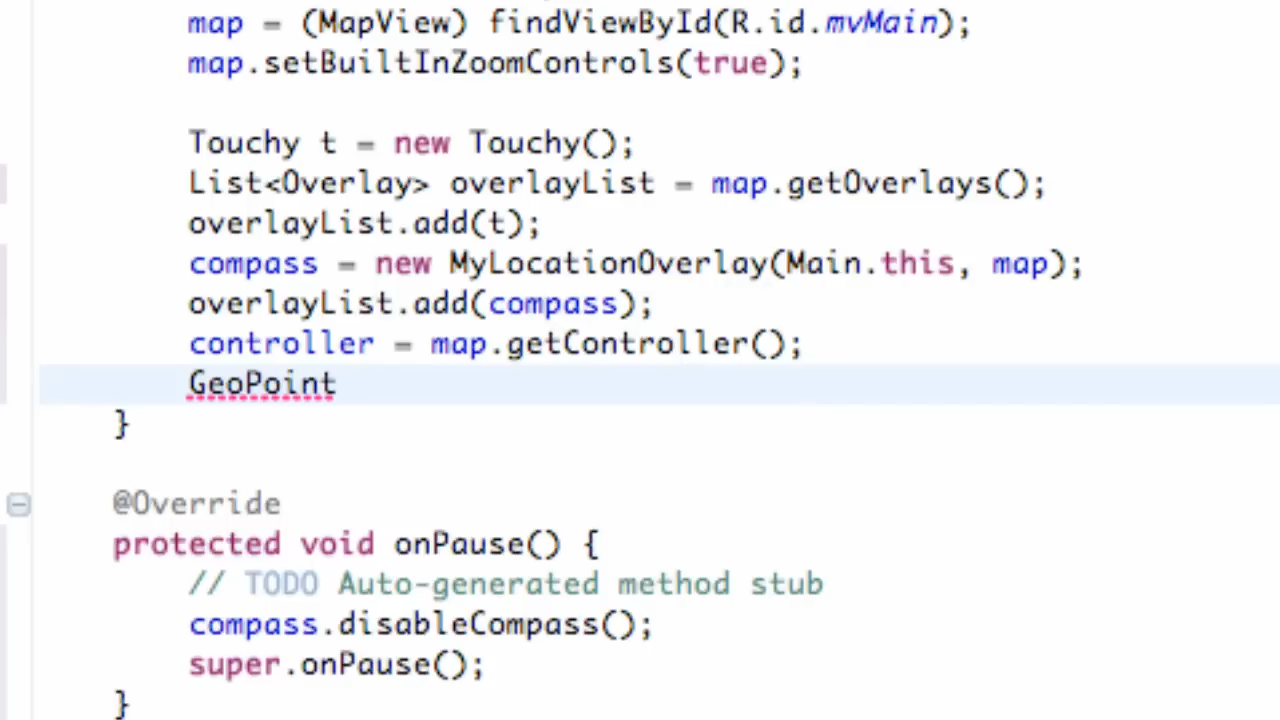 map = (MapView) findViewById(R.id.mvMain);
map.setBuiltInZoomControls(true);
Touchy t = new Touchy();
List<Overlay> overlayList = map.getOverlays();
overlayList.add(t);
compass = new MyLocationOverlay(Main.this, map);
overlayList.add(compass);
controller = map.getController();
GeoPoint
}
@Override
protected void onPause() {
// TODO Auto-generated method stub
compass.disableCompass();
super.onPause();
}